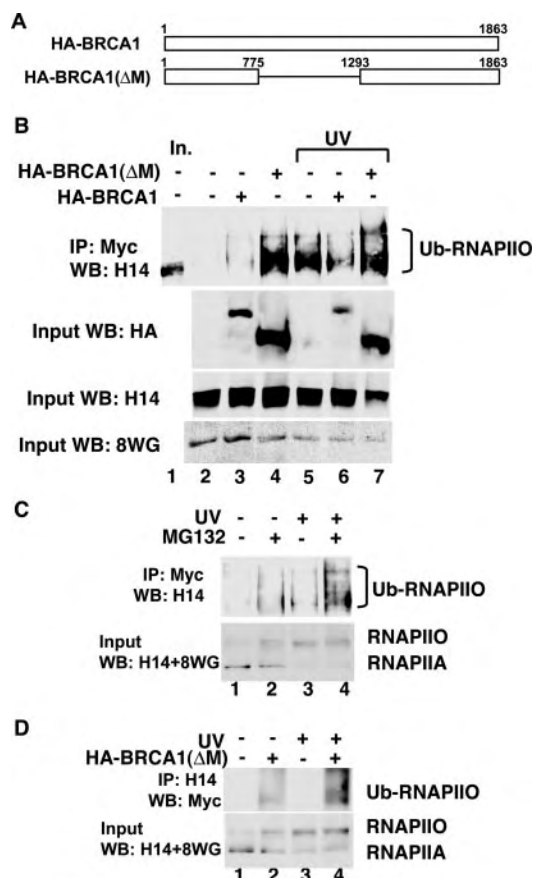 A
1 1863
HA-BRCA1
1 775 1293 1863
HA-BRCA1(ΔM)
B
In. UV
HA-BRCA1(ΔM) - - - + - - +
HA-BRCA1 - - + - - + -
IP: Myc
WB: H14
Ub-RNAPIIO
Input WB: HA
Input WB: H14
Input WB: 8WG
1 2 3 4 5 6 7
C
UV - - + +
MG132 - + - +
IP: Myc
WB: H14
Ub-RNAPIIO
Input RNAPIIO
WB: H14+8WG RNAPIIA
1 2 3 4
D
UV - - + +
HA-BRCA1(ΔM) - + - +
IP: H14
WB: Myc
Ub-RNAPIIO
Input RNAPIIO
WB: H14+8WG RNAPIIA
1 2 3 4